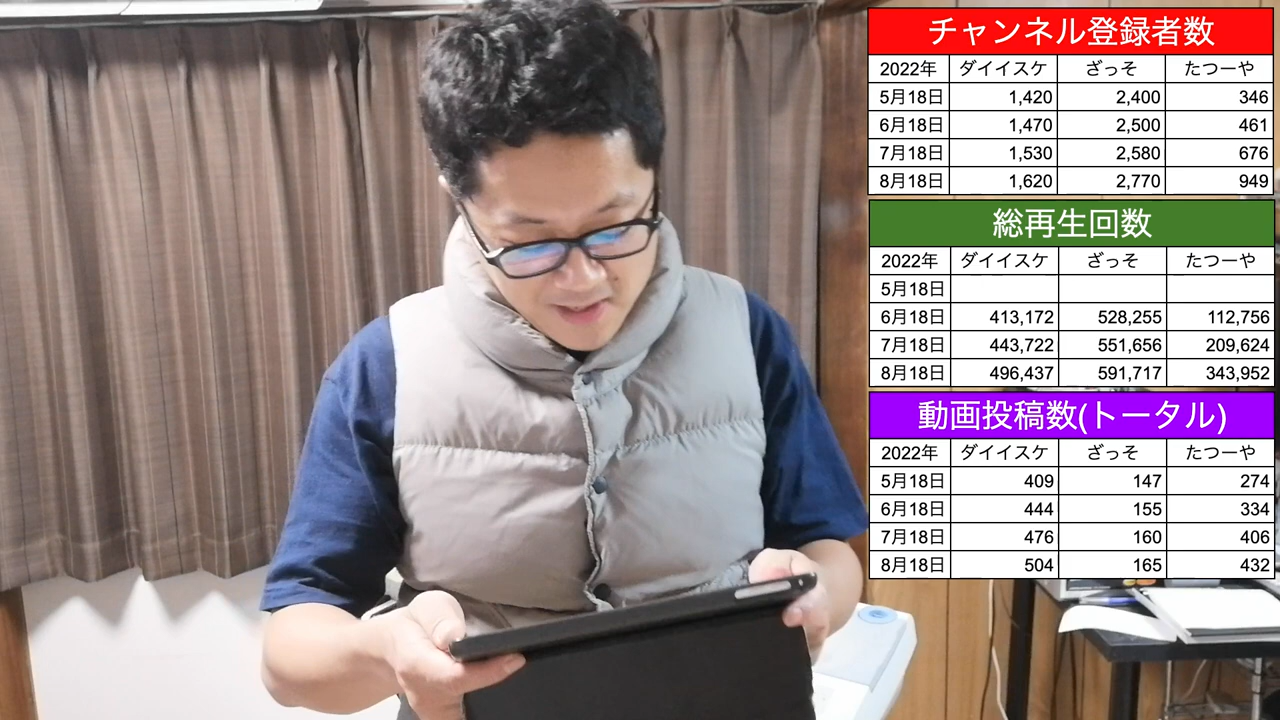 チャンネル登録者数
2022年 ダイイスケ ざっそ たつーや
5月18日 1,420 2,400 346
6月18日 1,470 2,500 461
7月18日 1,530 2,580 676
8月18日 1,620 2,770 949
総再生回数
2022年 ダイイスケ ざっそ たつーや
5月18日
6月18日 413,172 528,255 112,756
7月18日 443,722 551,656 209,624
8月18日 496,437 591,717 343,952
動画投稿数(トータル)
2022年 ダイイスケ ざっそ たつーや
5月18日 409 147 274
6月18日 444 155 334
7月18日 476 160 406
8月18日 504 165 432